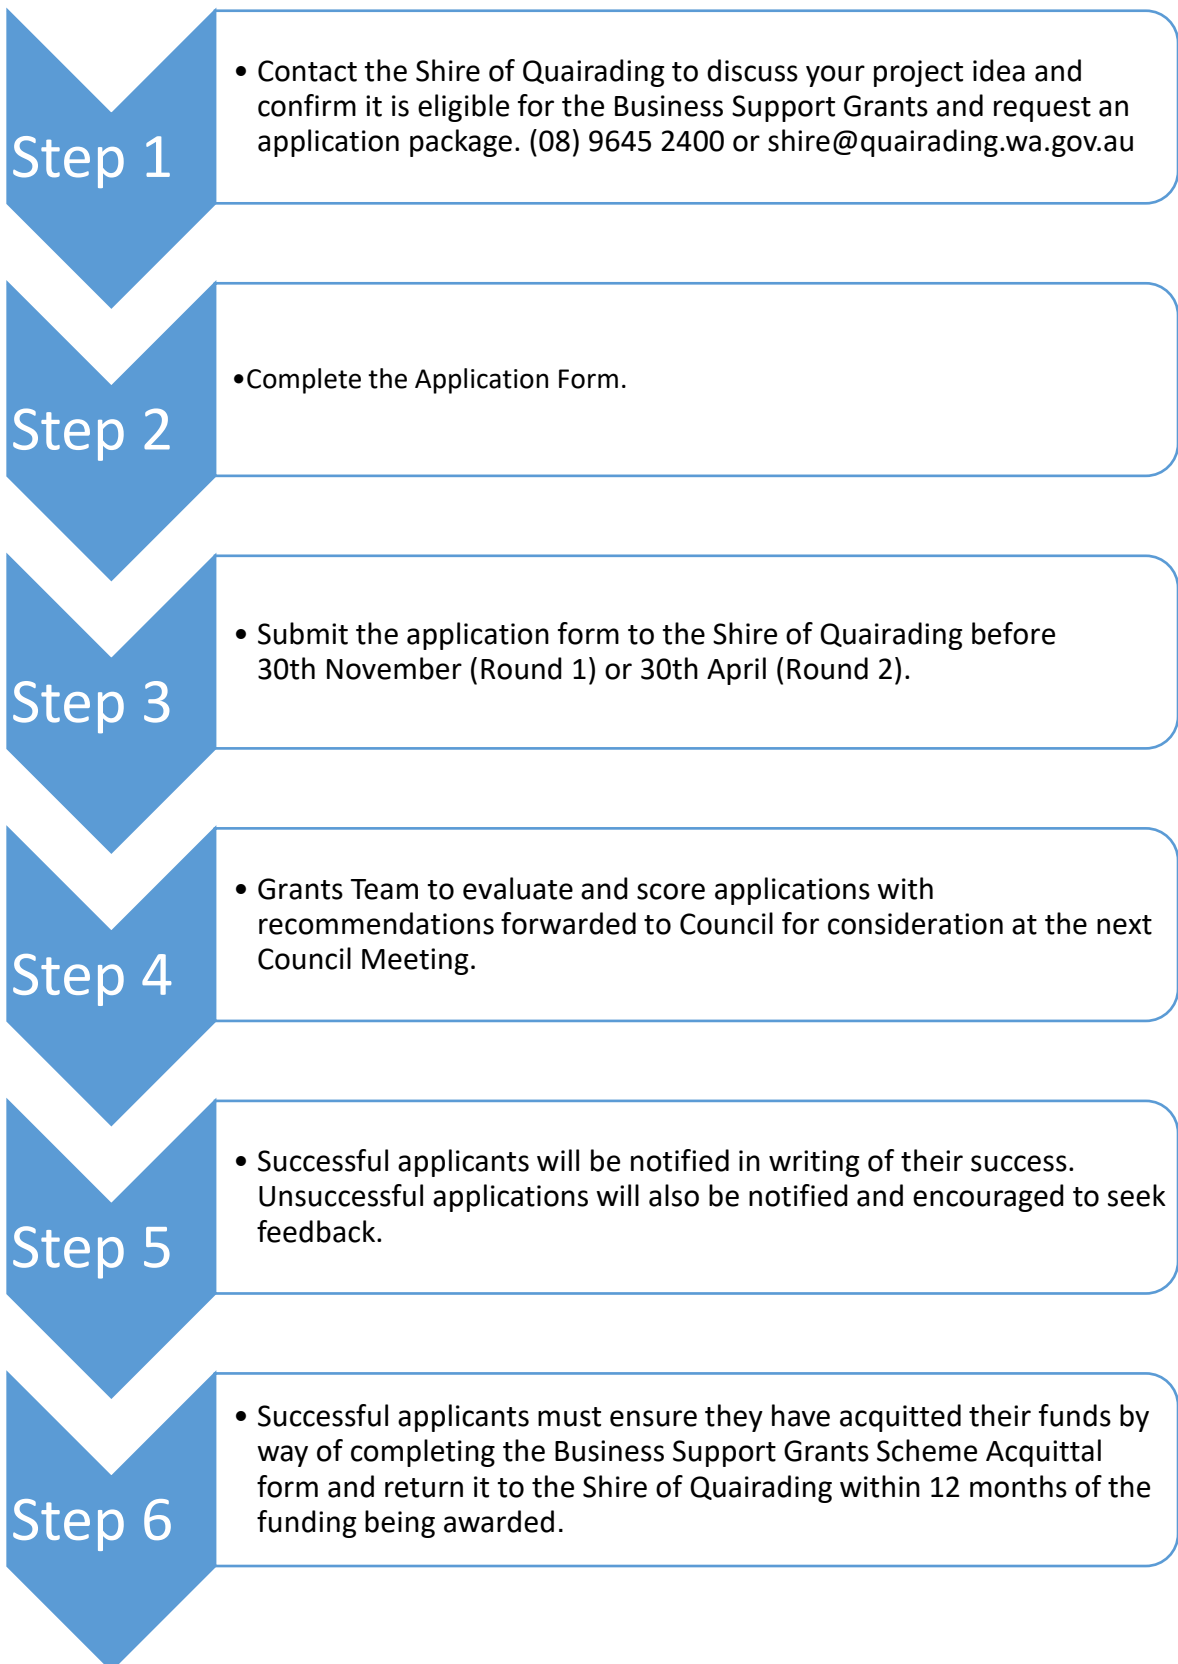 Step 1
• Contact the Shire of Quairading to discuss your project idea and
confirm it is eligible for the Business Support Grants and request an
application package. (08) 9645 2400 or shire@quairading.wa.gov.au
Step 2
•Complete the Application Form.
Step 3
• Submit the application form to the Shire of Quairading before
30th November (Round 1) or 30th April (Round 2).
Step 4
• Grants Team to evaluate and score applications with
recommendations forwarded to Council for consideration at the next
Council Meeting.
Step 5
• Successful applicants will be notified in writing of their success.
Unsuccessful applications will also be notified and encouraged to seek
feedback.
Step 6
• Successful applicants must ensure they have acquitted their funds by
way of completing the Business Support Grants Scheme Acquittal
form and return it to the Shire of Quairading within 12 months of the
funding being awarded.